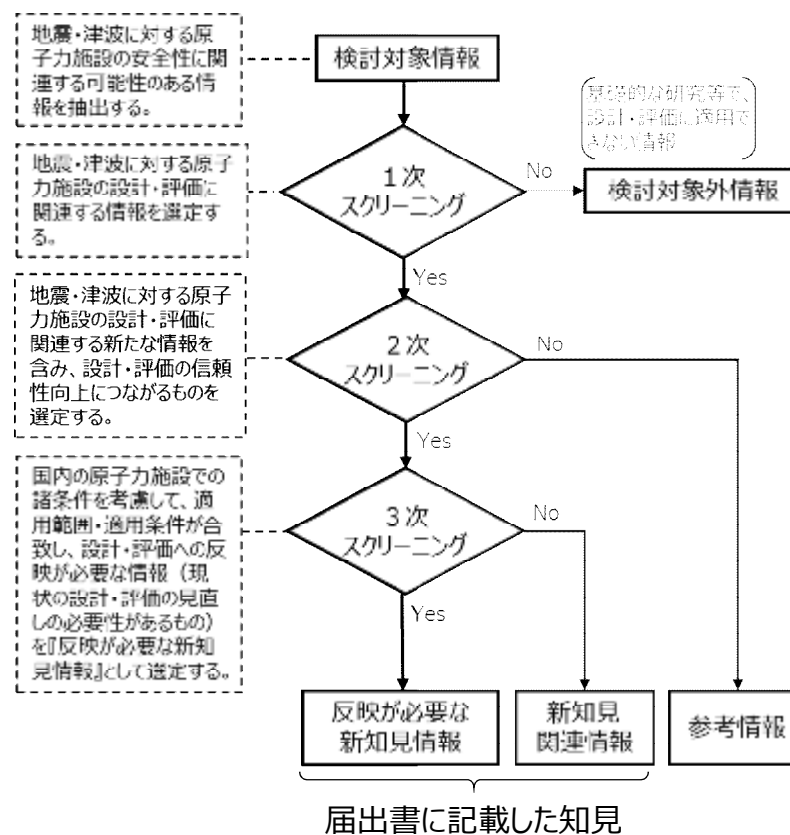 地震・津波に対する原
子力施設の安全性に関
連する可能性のある情
報を抽出する。
検討対象情報
基礎的な研究等で、
設計・評価に適用で
きない情報
地震・津波に対する原子
力施設の設計・評価に
関連する情報を選定す
る。
1次
スクリーニング
No
検討対象外情報
Yes
地震・津波に対する原子
力施設の設計・評価に
関連する新たな情報を
含み、設計・評価の信頼
性向上につながるものを
選定する。
2次
スクリーニング
No
Yes
国内の原子力施設での
諸条件を考慮して、適
用範囲・適用条件が合
致し、設計・評価への反
映が必要な情報（現
状の設計・評価の見直
しの必要性があるもの）
を『反映が必要な新知
見情報』として選定する。
3次
スクリーニング
No
Yes
反映が必要な
新知見情報
新知見
関連情報
参考情報
届出書に記載した知見